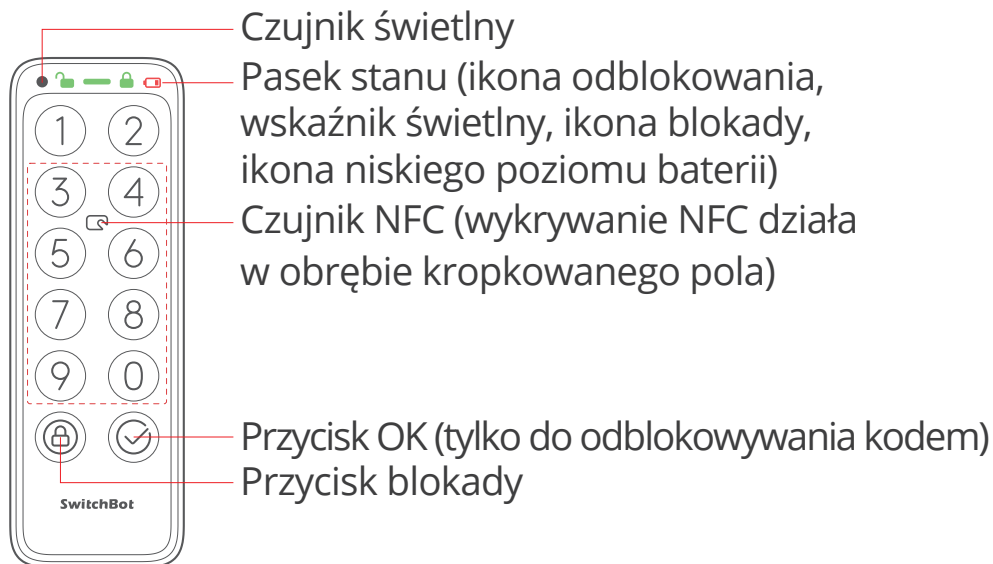 Czujnik świetlny
Pasek stanu (ikona odblokowania,
wskaźnik świetlny, ikona blokady,
ikona niskiego poziomu baterii)
Czujnik NFC (wykrywanie NFC działa
w obrębie kropkowanego pola)
Przycisk OK (tylko do odblokowywania kodem)
Przycisk blokady
1 2
3 4
5 6
7 8
9 0
SwitchBot